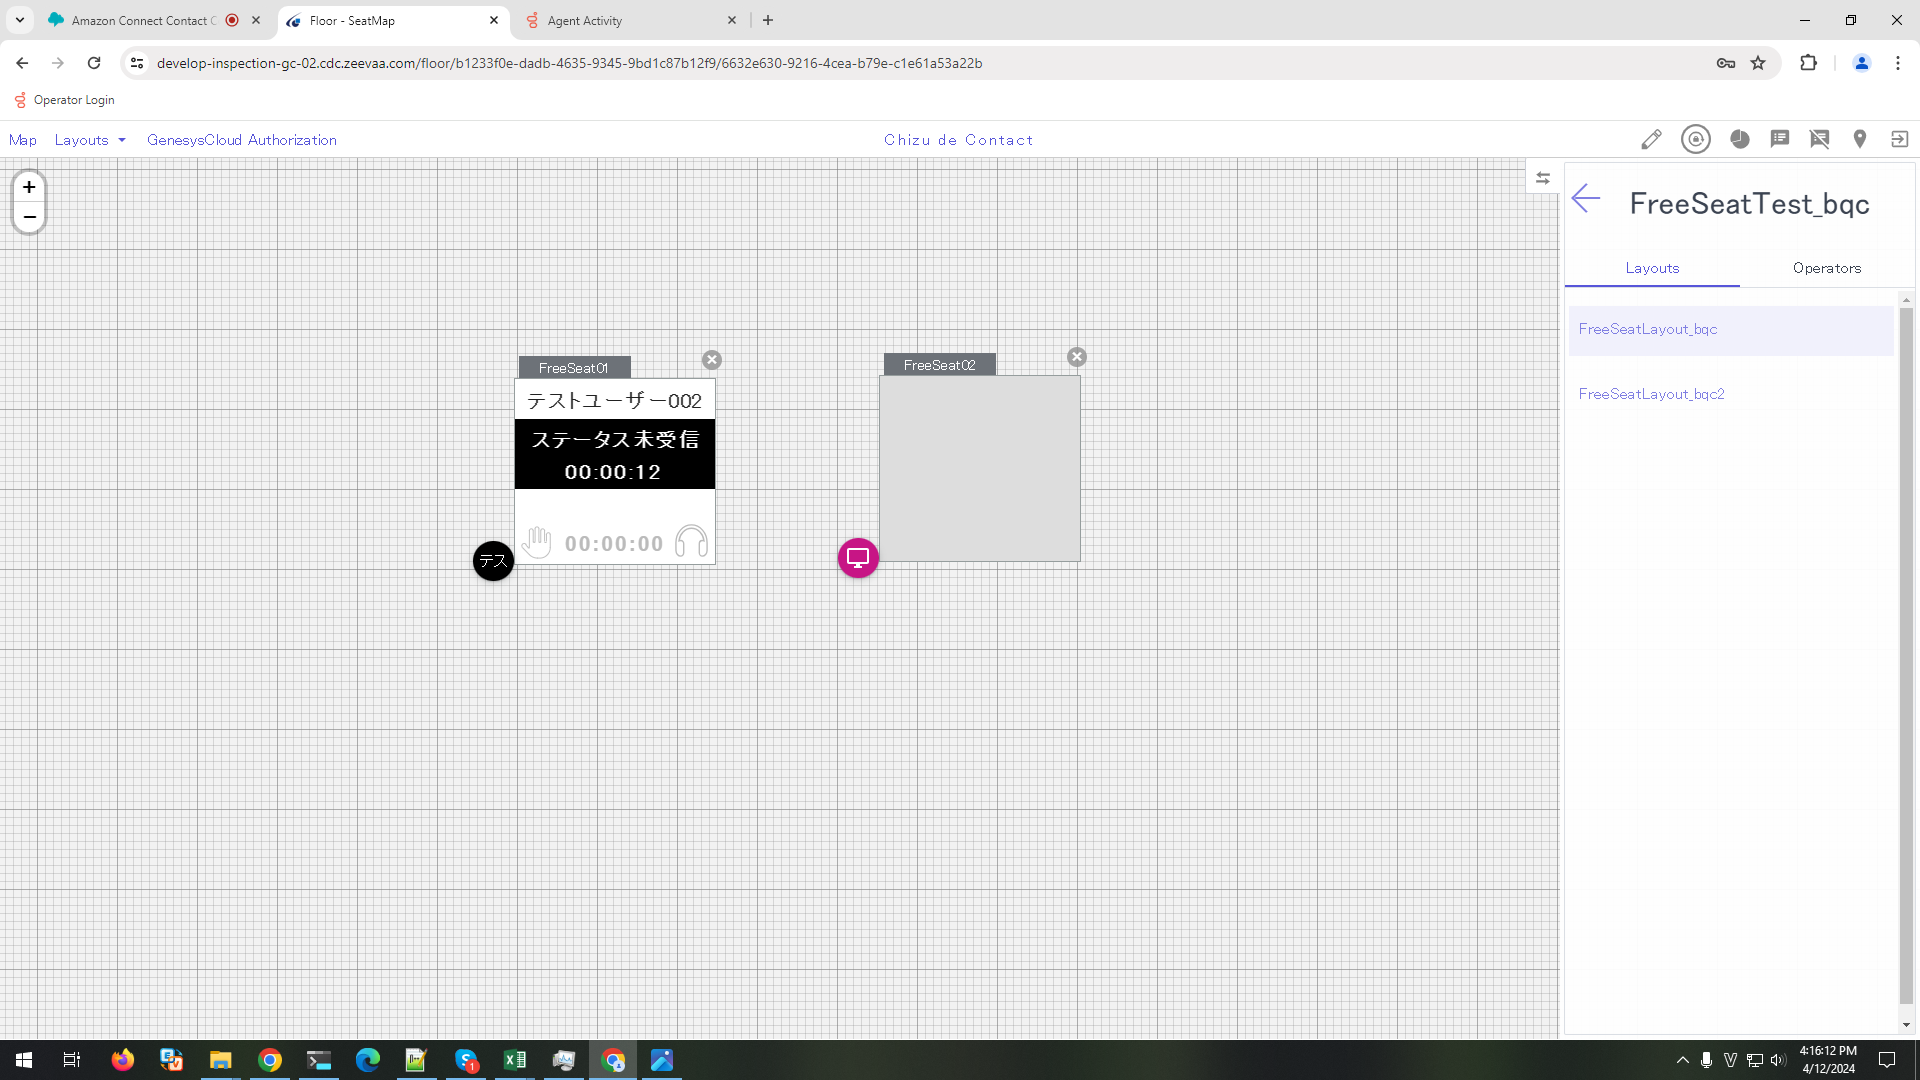 Amazon Connect Contact C
Floor - SeatMap
Agent Activity
develop-inspection-gc-02.cdc.zeevaa.com/floor/b1233f0e-dadb-4635-9345-9bd1c87b12f9/6632e630-9216-4cea-b79e-c1e61a53a22b
Operator Login
Map
Layouts
GenesysCloud Authorization
Chizu de Contact
+
−
FreeSeatTest_bqc
Layouts
Operators
FreeSeatLayout_bqc
FreeSeatLayout_bqc2
FreeSeat01
テストユーザー002
ステータス未受信
00:00:12
00:00:00
テス
FreeSeat02
1
4:16:12 PM
4/12/2024